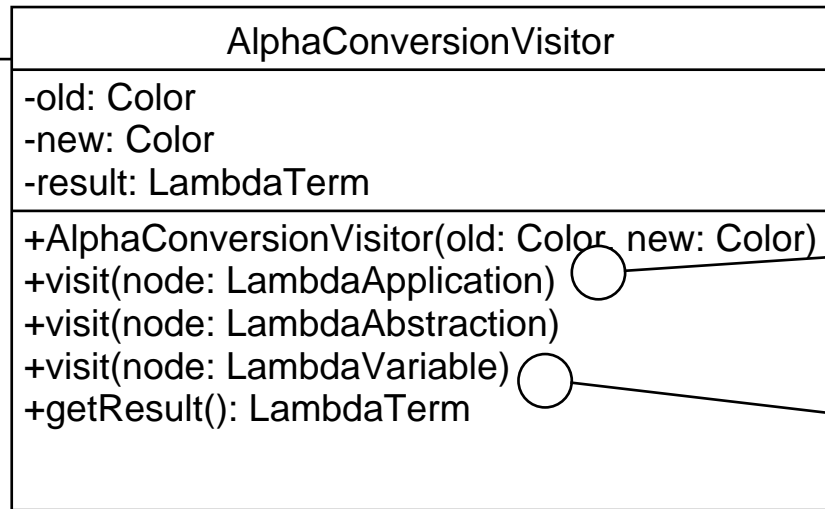 AlphaConversionVisitor
-old: Color
-new: Color
-result: LambdaTerm
+AlphaConversionVisitor(old: Color, new: Color)
+visit(node: LambdaApplication)
+visit(node: LambdaAbstraction)
+visit(node: LambdaVariable)
+getResult(): LambdaTerm